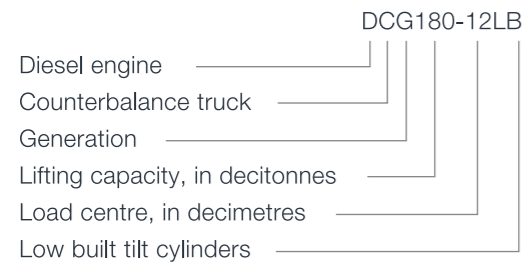 DCG180-12LB
Diesel engine
Counterbalance truck
Generation
Lifting capacity, in decitonnes
Load centre, in decimetres
Low built tilt cylinders